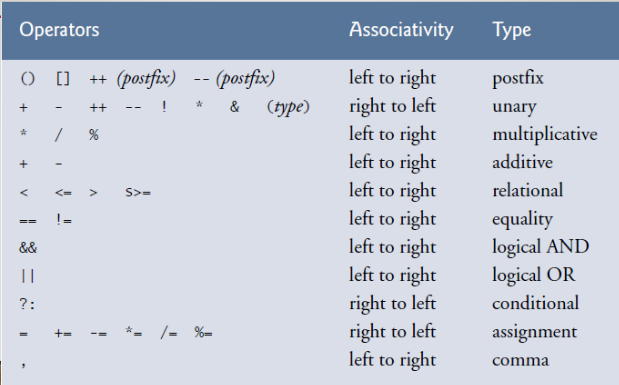 Operators Associativity Type
() [] ++ (postfix) -- (postfix) left to right postfix
+ - ++ -- ! * & (type) right to left unary
* / % left to right multiplicative
+ - left to right additive
< <= > S>= left to right relational
== != left to right equality
&& left to right logical AND
|| left to right logical OR
?: right to left conditional
= += -= *= /= %= right to left assignment
, left to right comma